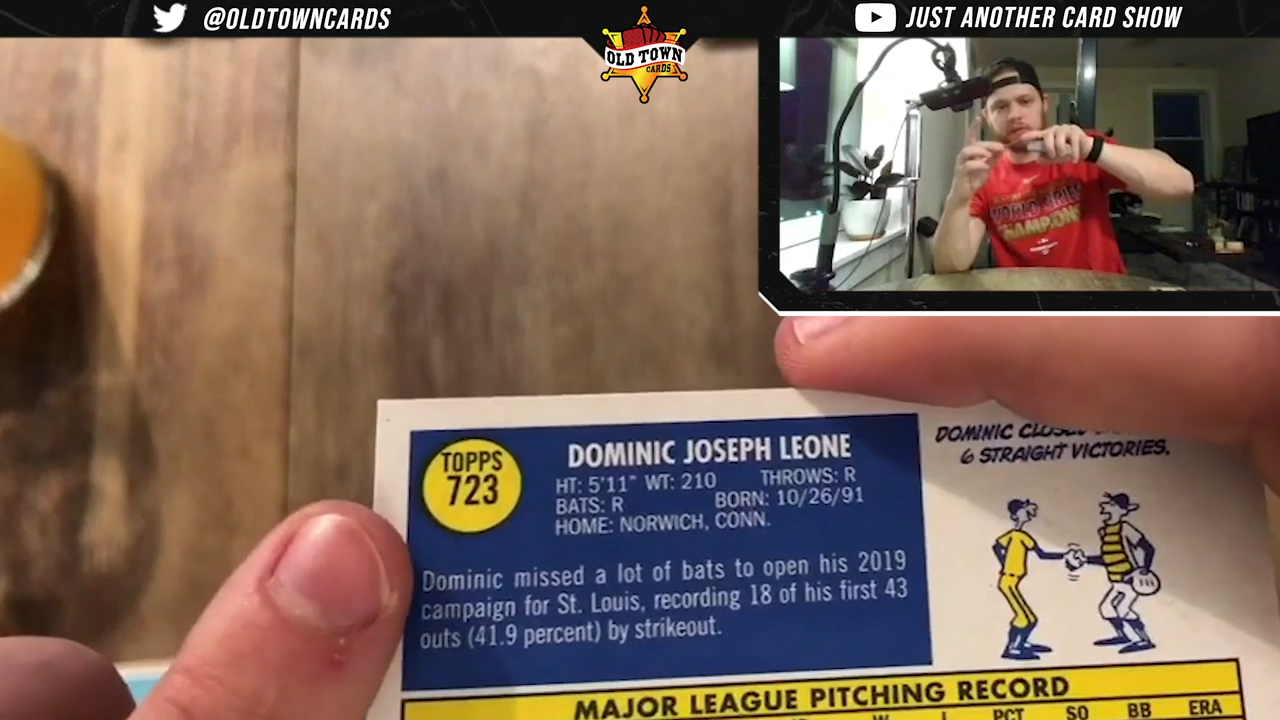 @OLDTOWNCARDS
OLD TOWN
CARDS
JUST ANOTHER CARD SHOW
WORLD SERIES
CHAMPIONS
TOPPS
723
DOMINIC JOSEPH LEONE
HT: 5'11" WT: 210 THROWS: R
BATS: R BORN: 10/26/91
HOME: NORWICH, CONN.
Dominic missed a lot of bats to open his 2019
campaign for St. Louis, recording 18 of his first 43
outs (41.9 percent) by strikeout.
DOMINIC
6 STRAIGHT VICTORIES.
MAJOR LEAGUE PITCHING RECORD
W L PCT SO BB ERA